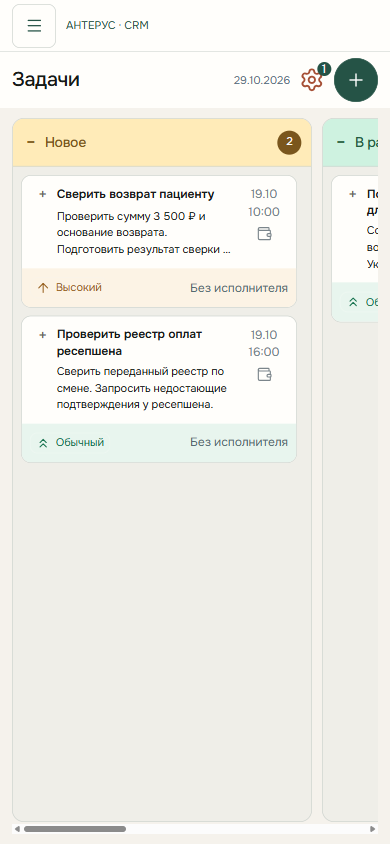 АНТЕРУС · CRM
Задачи
29.10.2026
1
Новое
2
Сверить возврат пациенту
19.10
10:00
Проверить сумму 3 500 ₽ и
основание возврата.
Подготовить результат сверки ...
Высокий
Без исполнителя
Проверить реестр оплат
ресепшена
19.10
16:00
Сверить переданный реестр по
смене. Запросить недостающие
подтверждения у ресепшена.
Обычный
Без исполнителя
В ра